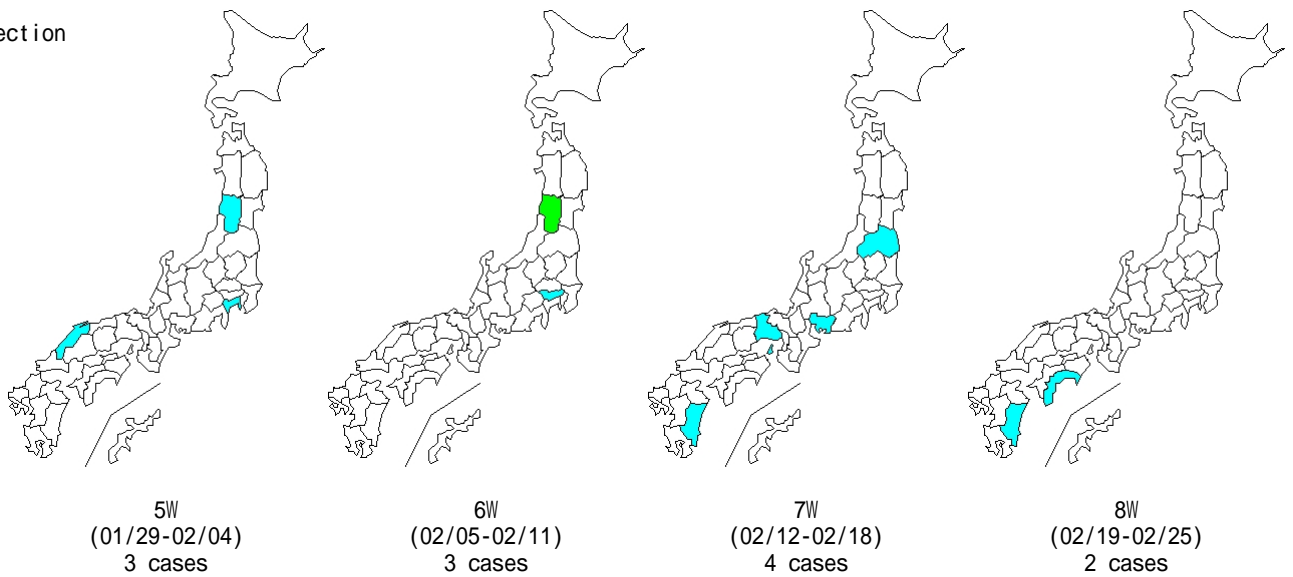 ection
5W
(01/29-02/04)
3 cases
6W
(02/05-02/11)
3 cases
7W
(02/12-02/18)
4 cases
8W
(02/19-02/25)
2 cases